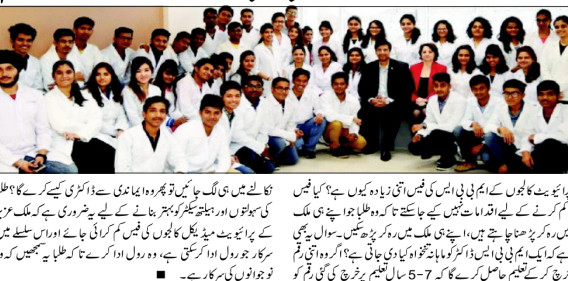 پرائیویٹ کالجوں کے ایم بی بی ایس کی فیس اتنی زیادہ کیوں ہے؟ کیا فیس
کم کرنے کے لیے اقدامات نہیں کیے جاسکتے تاکہ وہ طلبا جو اپنے ہی ملک
میں رہ کر پڑھنا چاہتے ہیں، اپنے ہی ملک میں رہ کر پڑھ سکیں۔ سوال یہ بھی
ہے کہ ایک ایم بی بی ایس ڈاکٹر کو ماہانہ تنخواہ کیا دی جاتی ہے؟ اگر وہ اتنی رقم
خرچ کر کے تعلیم حاصل کرے گا کہ 7-5 سال تعلیم پر خرچ کی گئی رقم کو
نکالنے میں ہی لگ جائیں تو پھر وہ ایمانداری سے ڈاکٹری کیسے کرے گا؟
کی سہولتوں اور ہیلتھ سیکٹر کو بہتر بنانے کے لیے یہ ضروری ہے کہ ملک عزیز
کے پرائیویٹ میڈیکل کالجوں کی فیس کم کرائی جائے اور اس سلسلے میں
سرکار جو رول ادا کرسکتی ہے، وہ رول ادا کرے تاکہ طلبا یہ سمجھیں کہ وہ
نوجوانوں کی سرکار ہے۔